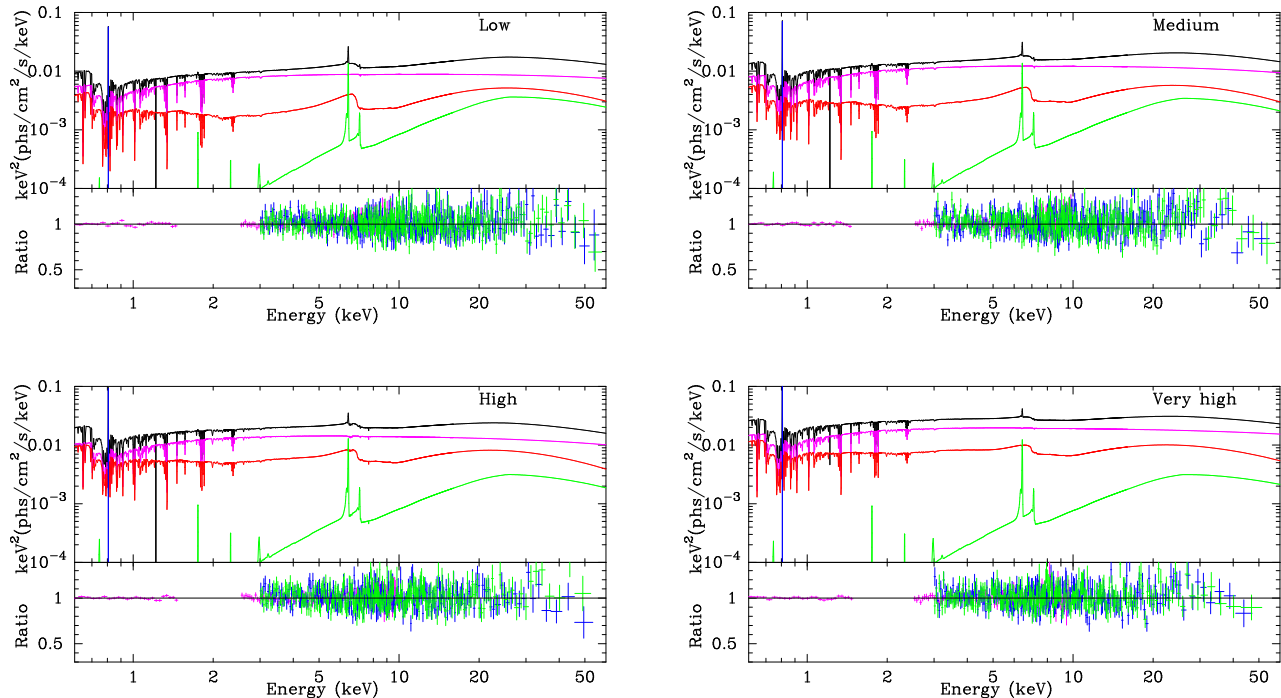 Low
keV²(phs/cm²/s/keV)
0.1
0.01
10⁻³
10⁻⁴
Ratio
1
0.5
1 2 5 10 20 50
Energy (keV)
Medium
keV²(phs/cm²/s/keV)
0.1
0.01
10⁻³
10⁻⁴
Ratio
1
0.5
1 2 5 10 20 50
Energy (keV)
High
keV²(phs/cm²/s/keV)
0.1
0.01
10⁻³
10⁻⁴
Ratio
1
0.5
1 2 5 10 20 50
Energy (keV)
Very high
keV²(phs/cm²/s/keV)
0.1
0.01
10⁻³
10⁻⁴
Ratio
1
0.5
1 2 5 10 20 50
Energy (keV)